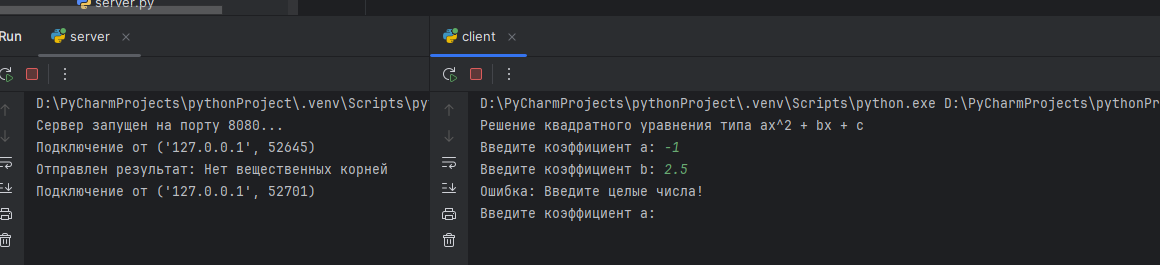 server.py
Run
server
client
D:\PyCharmProjects\pythonProject\.venv\Scripts\py
Сервер запущен на порту 8080...
Подключение от ('127.0.0.1', 52645)
Отправлен результат: Нет вещественных корней
Подключение от ('127.0.0.1', 52701)
D:\PyCharmProjects\pythonProject\.venv\Scripts\python.exe D:\PyCharmProjects\pythonPr
Решение квадратного уравнения типа ax^2 + bx + c
Введите коэффициент a: -1
Введите коэффициент b: 2.5
Ошибка: Введите целые числа!
Введите коэффициент a: